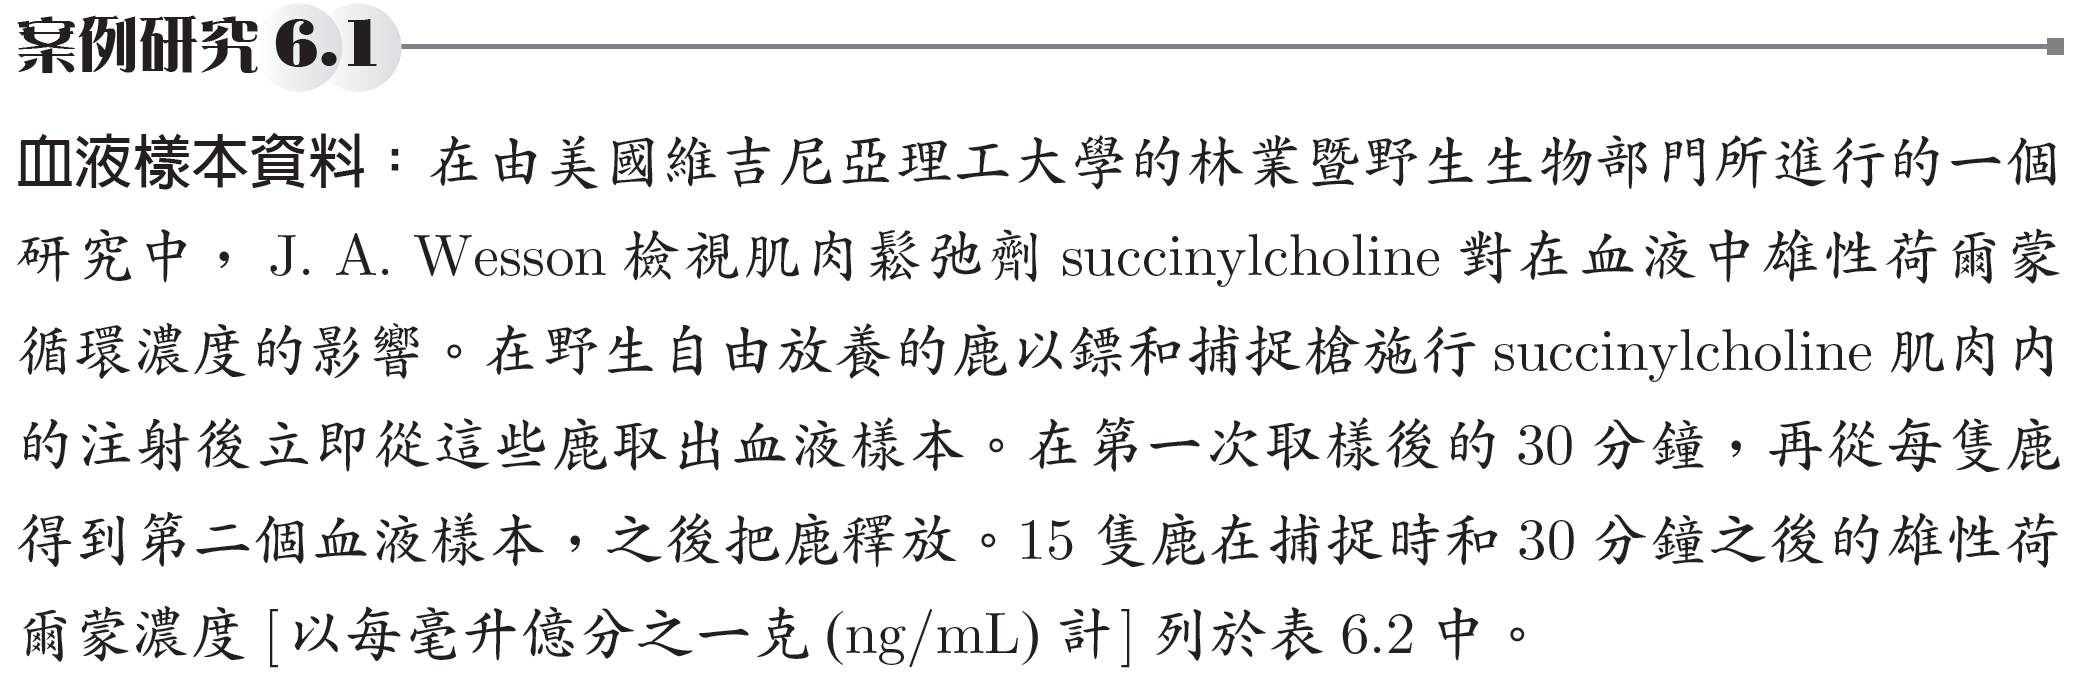 案例研究 6.1
血液樣本資料：在由美國維吉尼亞理工大學的林業暨野生生物部門所進行的一個
研究中，J. A. Wesson 檢視肌肉鬆弛劑 succinylcholine 對在血液中雄性荷爾蒙
循環濃度的影響。在野生自由放養的鹿以鏢和捕捉槍施行 succinylcholine 肌肉內
的注射後立即從這些鹿取出血液樣本。在第一次取樣後的 30 分鐘，再從每隻鹿
得到第二個血液樣本，之後把鹿釋放。15 隻鹿在捕捉時和 30 分鐘之後的雄性荷
爾蒙濃度 [以每毫升億分之一克 (ng/mL) 計] 列於表 6.2 中。